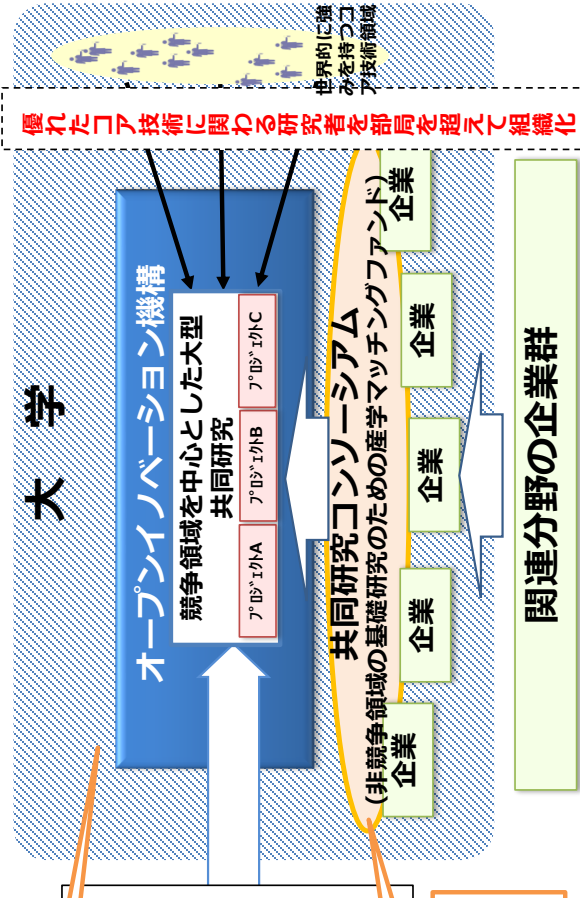 大 学
オープンイノベーション機構
競争領域を中心とした大型
共同研究
ﾌﾟﾛｼﾞｪｸﾄA
ﾌﾟﾛｼﾞｪｸﾄB
ﾌﾟﾛｼﾞｪｸﾄC
優れたコア技術に関わる研究者を部局を超えて組織化
世界的に強
みを持つコ
ア技術領域
共同研究コンソーシアム
(非競争領域の基礎研究のための産学マッチングファンド)
企業
企業
企業
企業
企業
関連分野の企業群